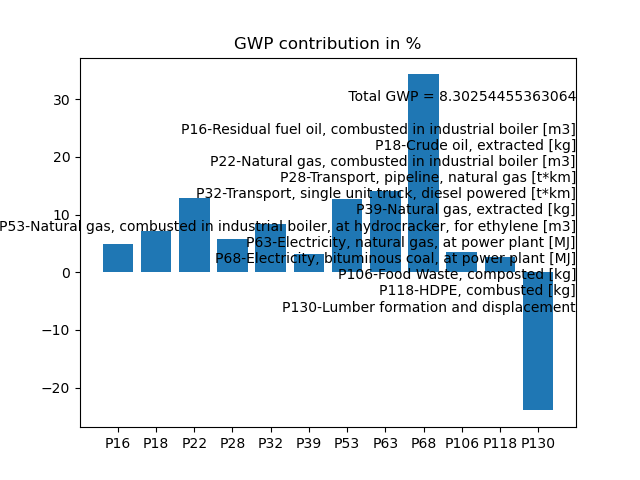 GWP contribution in %
30
20
10
0
−10
−20
Total GWP = 8.30254455363064
P16-Residual fuel oil, combusted in industrial boiler [m3]
P18-Crude oil, extracted [kg]
P22-Natural gas, combusted in industrial boiler [m3]
P28-Transport, pipeline, natural gas [t*km]
P32-Transport, single unit truck, diesel powered [t*km]
P39-Natural gas, extracted [kg]
P53-Natural gas, combusted in industrial boiler, at hydrocracker, for ethylene [m3]
P63-Electricity, natural gas, at power plant [MJ]
P68-Electricity, bituminous coal, at power plant [MJ]
P106-Food Waste, composted [kg]
P118-HDPE, combusted [kg]
P130-Lumber formation and displacement
P16 P18 P22 P28 P32 P39 P53 P63 P68 P106 P118 P130